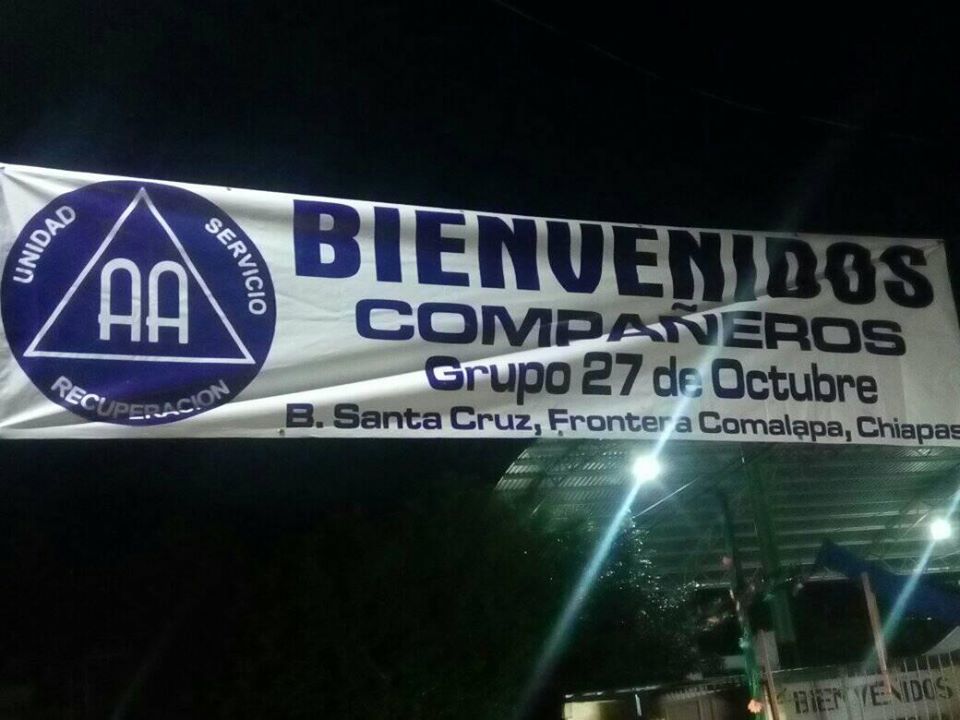 UNIDAD
SERVICIO
AA
RECUPERACION
BIENVENIDOS
COMPAÑEROS
Grupo 27 de Octubre
B. Santa Cruz, Frontera Comalapa, Chiapas
BIENVENIDOS